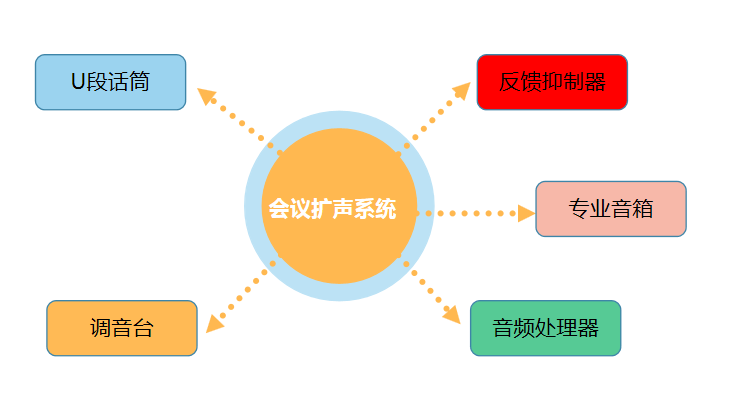 U段话筒
反馈抑制器
会议扩声系统
专业音箱
调音台
音频处理器